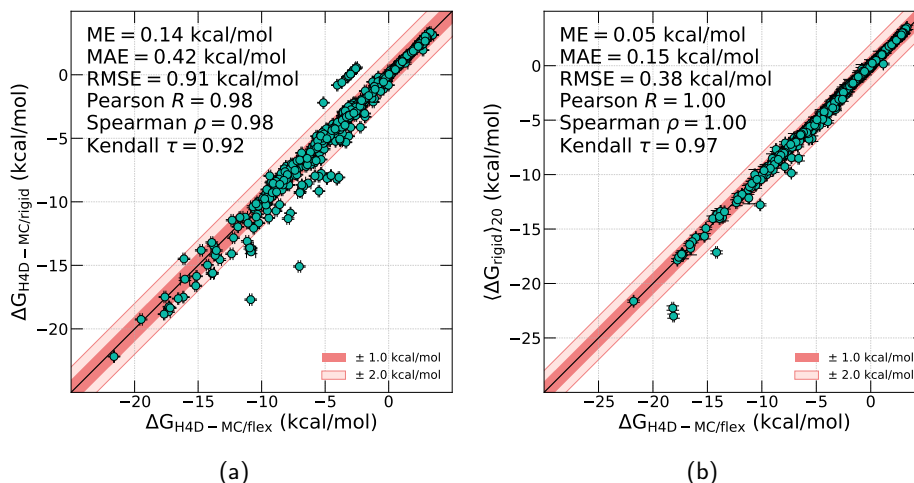 ME = 0.14 kcal/mol
MAE = 0.42 kcal/mol
RMSE = 0.91 kcal/mol
Pearson R = 0.98
Spearman ρ = 0.98
Kendall τ = 0.92
0
−5
−10
−15
−20
ΔG_H4D−MC/rigid (kcal/mol)
± 1.0 kcal/mol
± 2.0 kcal/mol
−20 −15 −10 −5 0
ΔG_H4D−MC/flex (kcal/mol)
(a)
ME = 0.05 kcal/mol
MAE = 0.15 kcal/mol
RMSE = 0.38 kcal/mol
Pearson R = 1.00
Spearman ρ = 1.00
Kendall τ = 0.97
0
−5
−10
−15
−20
−25
⟨ΔG_rigid⟩_20 (kcal/mol)
± 1.0 kcal/mol
± 2.0 kcal/mol
−25 −20 −15 −10 −5 0
ΔG_H4D−MC/flex (kcal/mol)
(b)